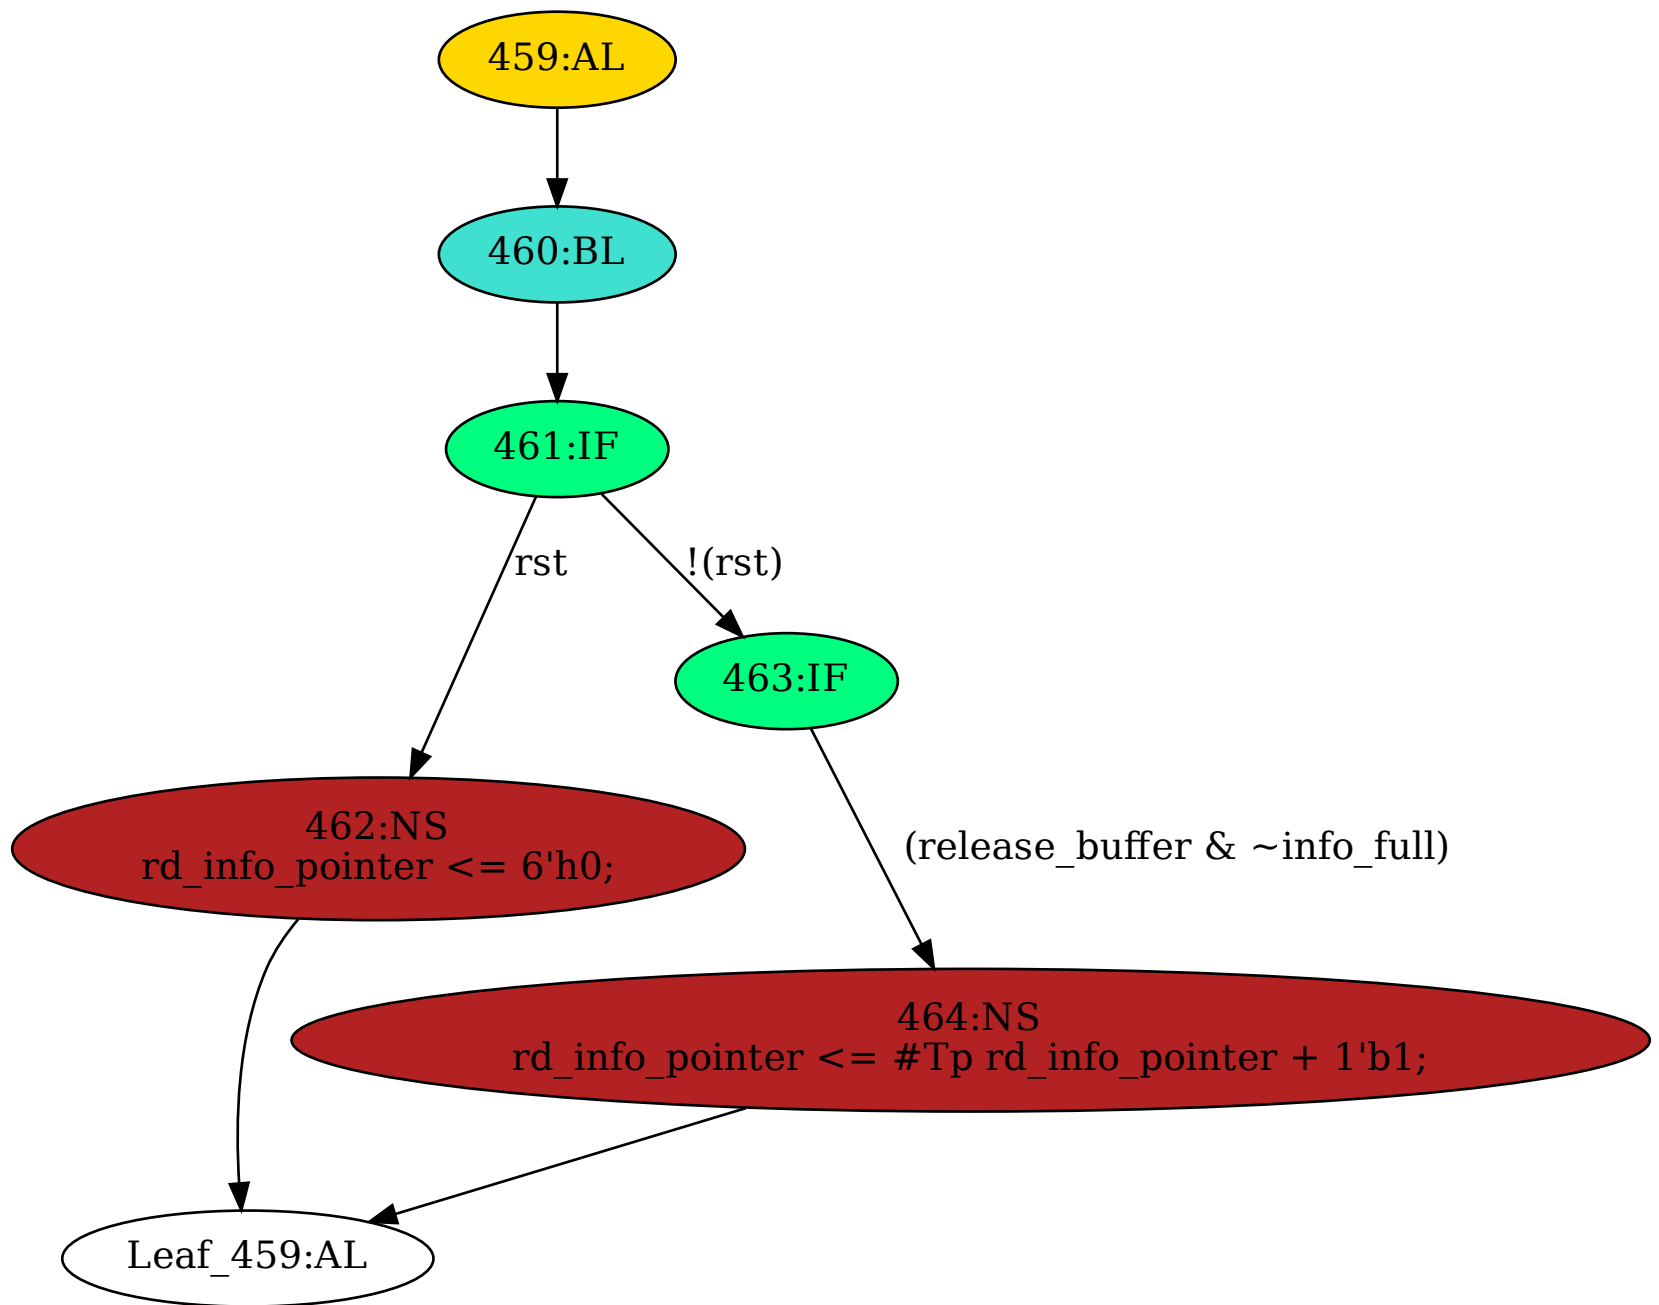 459:AL
460:BL
461:IF
rst
!(rst)
463:IF
462:NS
rd_info_pointer <= 6'h0;
(release_buffer & ~info_full)
464:NS
rd_info_pointer <= #Tp rd_info_pointer + 1'b1;
Leaf_459:AL